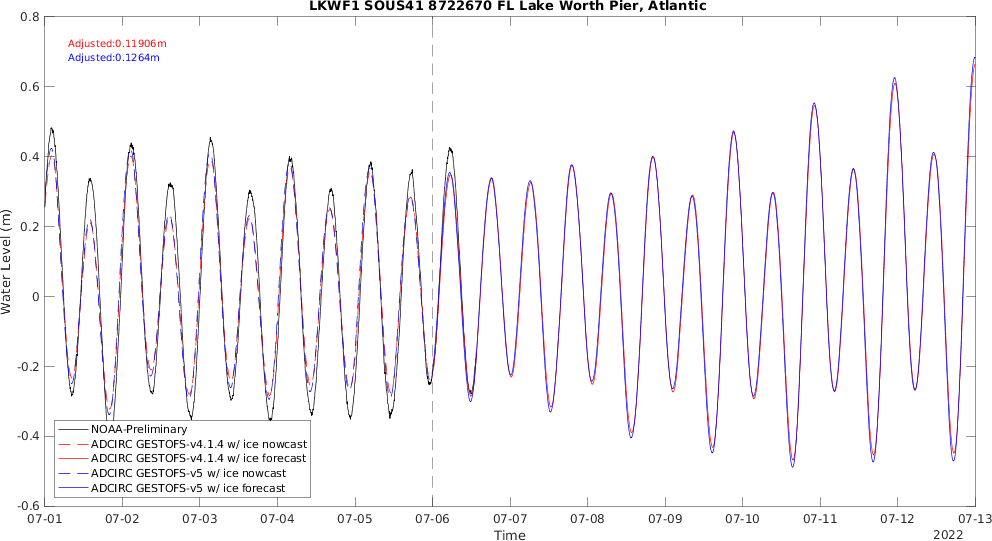 LKWF1 SOUS41 8722670 FL Lake Worth Pier, Atlantic
0.8
Adjusted:0.11906m
Adjusted:0.1264m
0.6
0.4
0.2
Water Level (m)
0
-0.2
-0.4
NOAA-Preliminary
ADCIRC GESTOFS-v4.1.4 w/ ice nowcast
ADCIRC GESTOFS-v4.1.4 w/ ice forecast
ADCIRC GESTOFS-v5 w/ ice nowcast
ADCIRC GESTOFS-v5 w/ ice forecast
-0.6
07-01 07-02 07-03 07-04 07-05 07-06 07-07 07-08 07-09 07-10 07-11 07-12 07-13
Time
2022